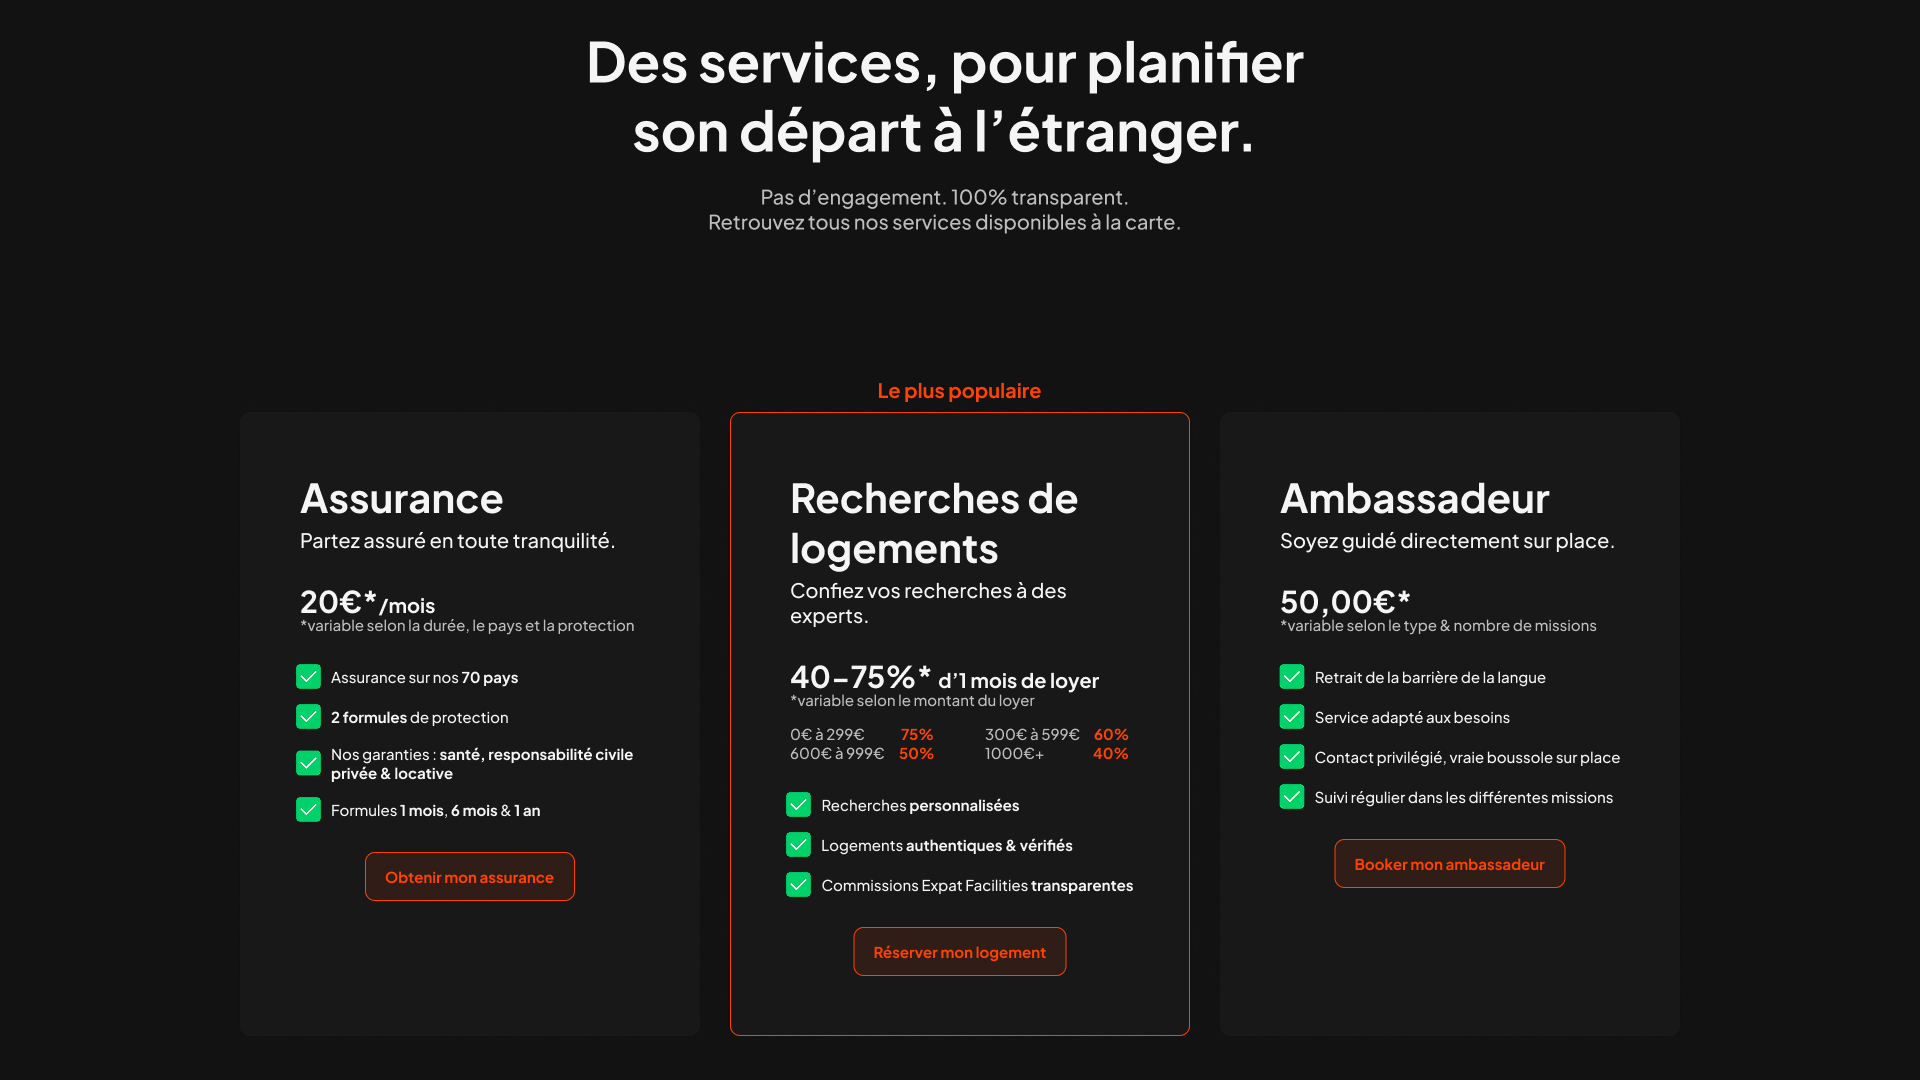 Des services, pour planifier
son départ à l’étranger.
Pas d’engagement. 100% transparent.
Retrouvez tous nos services disponibles à la carte.
Assurance
Partez assuré en toute tranquilité.
20€*/mois
*variable selon la durée, le pays et la protection
Assurance sur nos 70 pays
2 formules de protection
Nos garanties : santé, responsabilité civile
privée & locative
Formules 1 mois, 6 mois & 1 an
Obtenir mon assurance
Le plus populaire
Recherches de
logements
Confiez vos recherches à des
experts.
40–75%* d’1 mois de loyer
*variable selon le montant du loyer
0€ à 299€ 75% 300€ à 599€ 60%
600€ à 999€ 50% 1000€+ 40%
Recherches personnalisées
Logements authentiques & vérifiés
Commissions Expat Facilities transparentes
Réserver mon logement
Ambassadeur
Soyez guidé directement sur place.
50,00€*
*variable selon le type & nombre de missions
Retrait de la barrière de la langue
Service adapté aux besoins
Contact privilégié, vraie boussole sur place
Suivi régulier dans les différentes missions
Booker mon ambassadeur